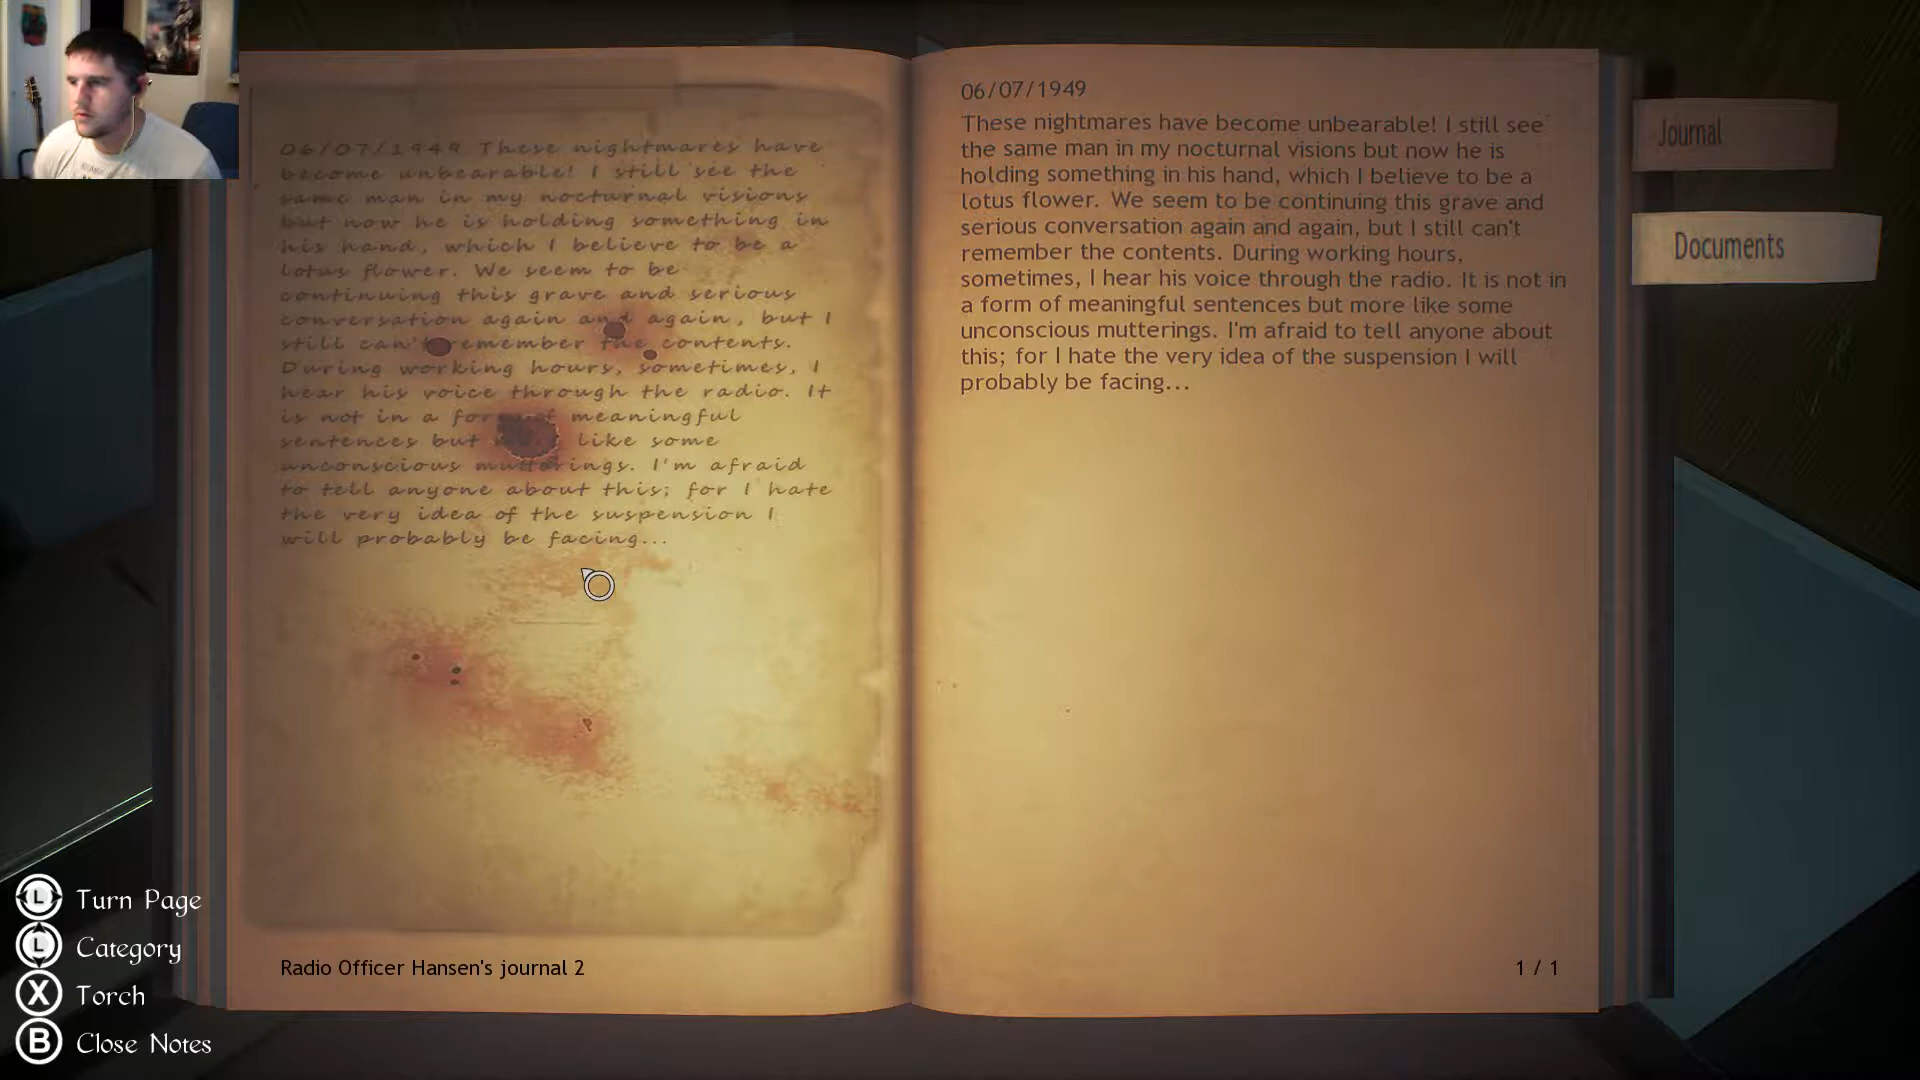 06/07/1949 These nightmares have
become unbearable! I still see the
same man in my nocturnal visions
but now he is holding something in
his hand, which I believe to be a
lotus flower. We seem to be
continuing this grave and serious
conversation again and again, but I
still can't remember the contents.
During working hours, sometimes, I
hear his voice through the radio. It
is not in a form of meaningful
sentences but like some
unconscious mutterings. I'm afraid
to tell anyone about this; for I hate
the very idea of the suspension I
will probably be facing...
Radio Officer Hansen's journal 2
06/07/1949
These nightmares have become unbearable! I still see
the same man in my nocturnal visions but now he is
holding something in his hand, which I believe to be a
lotus flower. We seem to be continuing this grave and
serious conversation again and again, but I still can't
remember the contents. During working hours,
sometimes, I hear his voice through the radio. It is not in
a form of meaningful sentences but more like some
unconscious mutterings. I'm afraid to tell anyone about
this; for I hate the very idea of the suspension I will
probably be facing...
1 / 1
Journal
Documents
L Turn Page
L Category
X Torch
B Close Notes